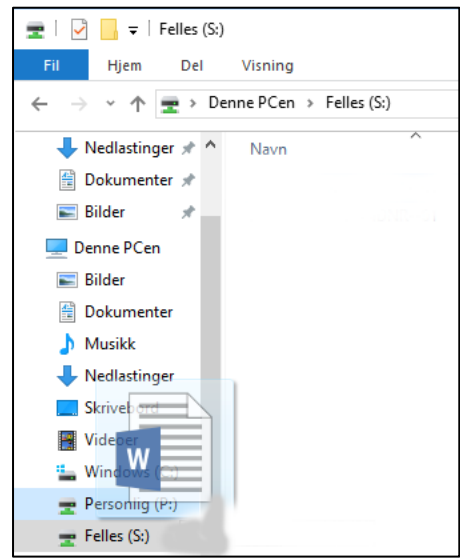 Felles (S:)
Fil Hjem Del Visning
Denne PCen > Felles (S:)
Nedlastinger Navn
Dokumenter
Bilder
Denne PCen
Bilder
Dokumenter
Musikk
Nedlastinger
Skrivebord
Videoer
W
Windows (C:)
Personlig (P:)
Felles (S:)